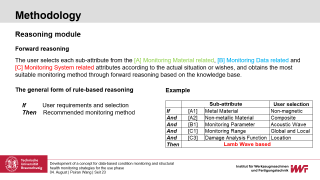 Methodology
Reasoning module
Forward reasoning
The user selects each sub-attribute from the [A] Monitoring Material related, [B] Monitoring Data related and
[C] Monitoring System related attributes according to the actual situation or wishes, and obtains the most
suitable monitoring method through forward reasoning based on the knowledge base.
The general form of rule-based reasoning
If User requirements and selection
Then Recommended monitoring method
Example
Sub-attribute User selection
If [A1] Metal Material Non-magnetic
And [A2] Non-metallic Material Composite
And [B1] Monitoring Parameter Acoustic Wave
And [C1] Monitoring Range Global and Local
And [C3] Damage Analysis Function Location
Then Lamb Wave based
Technische
Universität
Braunschweig
Development of a concept for data-based condition monitoring and structural
health monitoring strategies for the use phase
Institut für Werkzeugmaschinen
und Fertigungstechnik
IWF